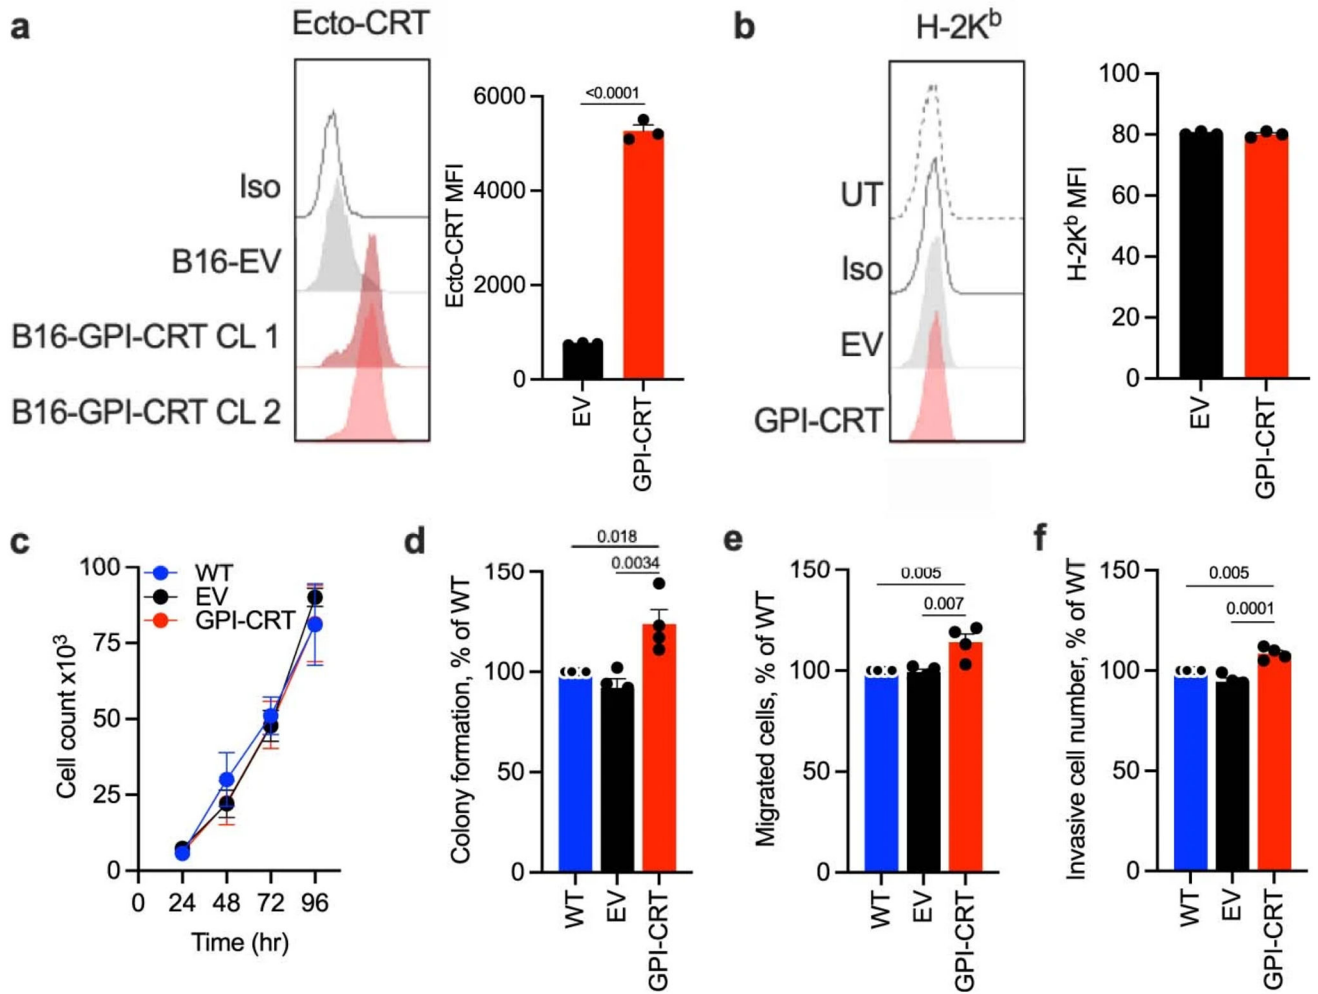 a
Ecto-CRT
Iso
B16-EV
B16-GPI-CRT CL 1
B16-GPI-CRT CL 2
Ecto-CRT MFI
6000
4000
2000
0
<0.0001
EV
GPI-CRT
b
H-2Kᵇ
UT
Iso
EV
GPI-CRT
H-2Kᵇ MFI
100
80
60
40
20
0
EV
GPI-CRT
c
Cell count x10³
100
75
50
25
0
WT
EV
GPI-CRT
0 24 48 72 96
Time (hr)
d
Colony formation, % of WT
150
100
50
0
0.018
0.0034
WT
EV
GPI-CRT
e
Migrated cells, % of WT
150
100
50
0
0.005
0.007
WT
EV
GPI-CRT
f
Invasive cell number, % of WT
150
100
50
0
0.005
0.0001
WT
EV
GPI-CRT